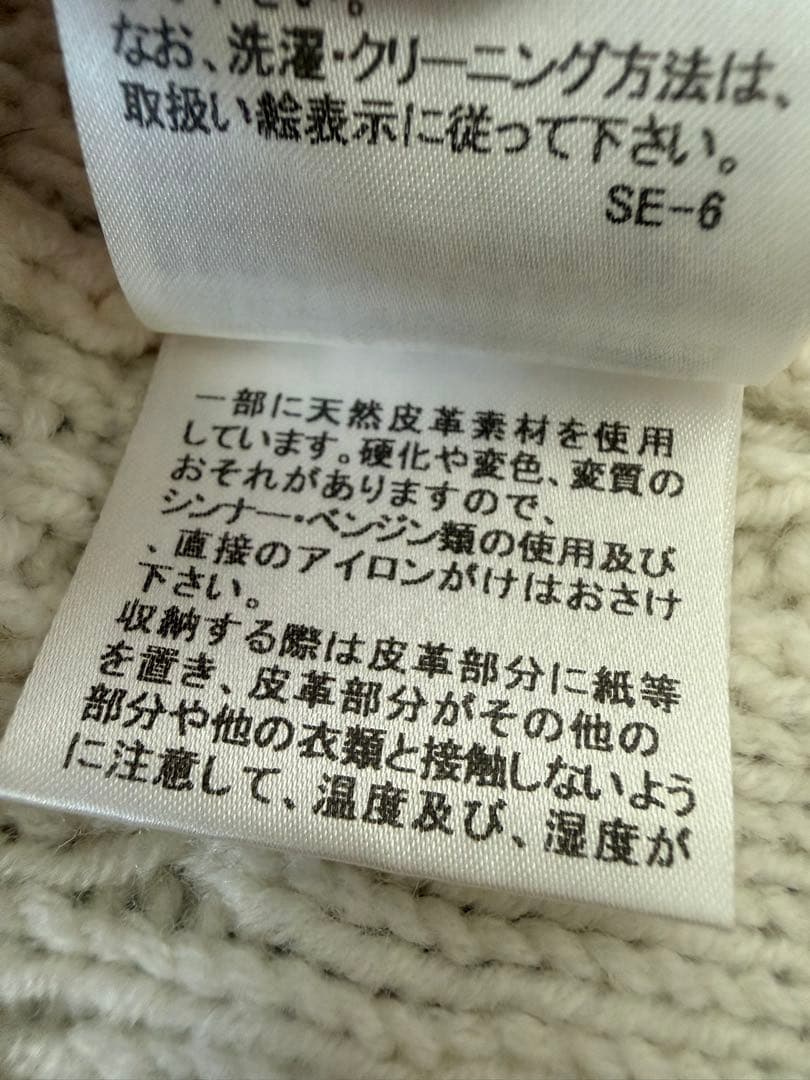 下さい。
なお、洗濯・クリーニング方法は、
取扱い絵表示に従って下さい。
SE-6
一部に天然皮革素材を使用
しています。硬化や変色、変質の
おそれがありますので、
シンナー・ベンジン類の使用及び
、直接のアイロンがけはおさけ
下さい。
収納する際は皮革部分に紙等
を置き、皮革部分がその他の
部分や他の衣類と接触しないよう
に注意して、温度及び、湿度が